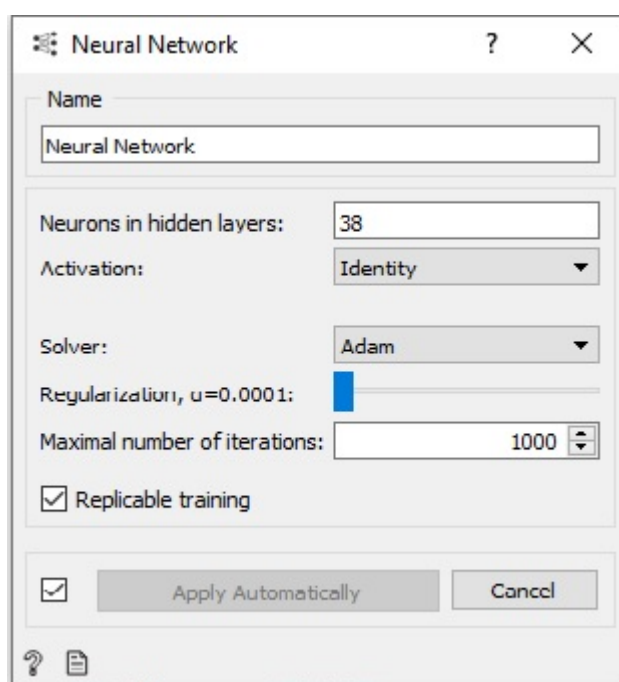 Neural Network
Name
Neural Network
Neurons in hidden layers: 38
Activation: Identity
Solver: Adam
Regularization, α=0.0001:
Maximal number of iterations: 1000
Replicable training
Apply Automatically Cancel